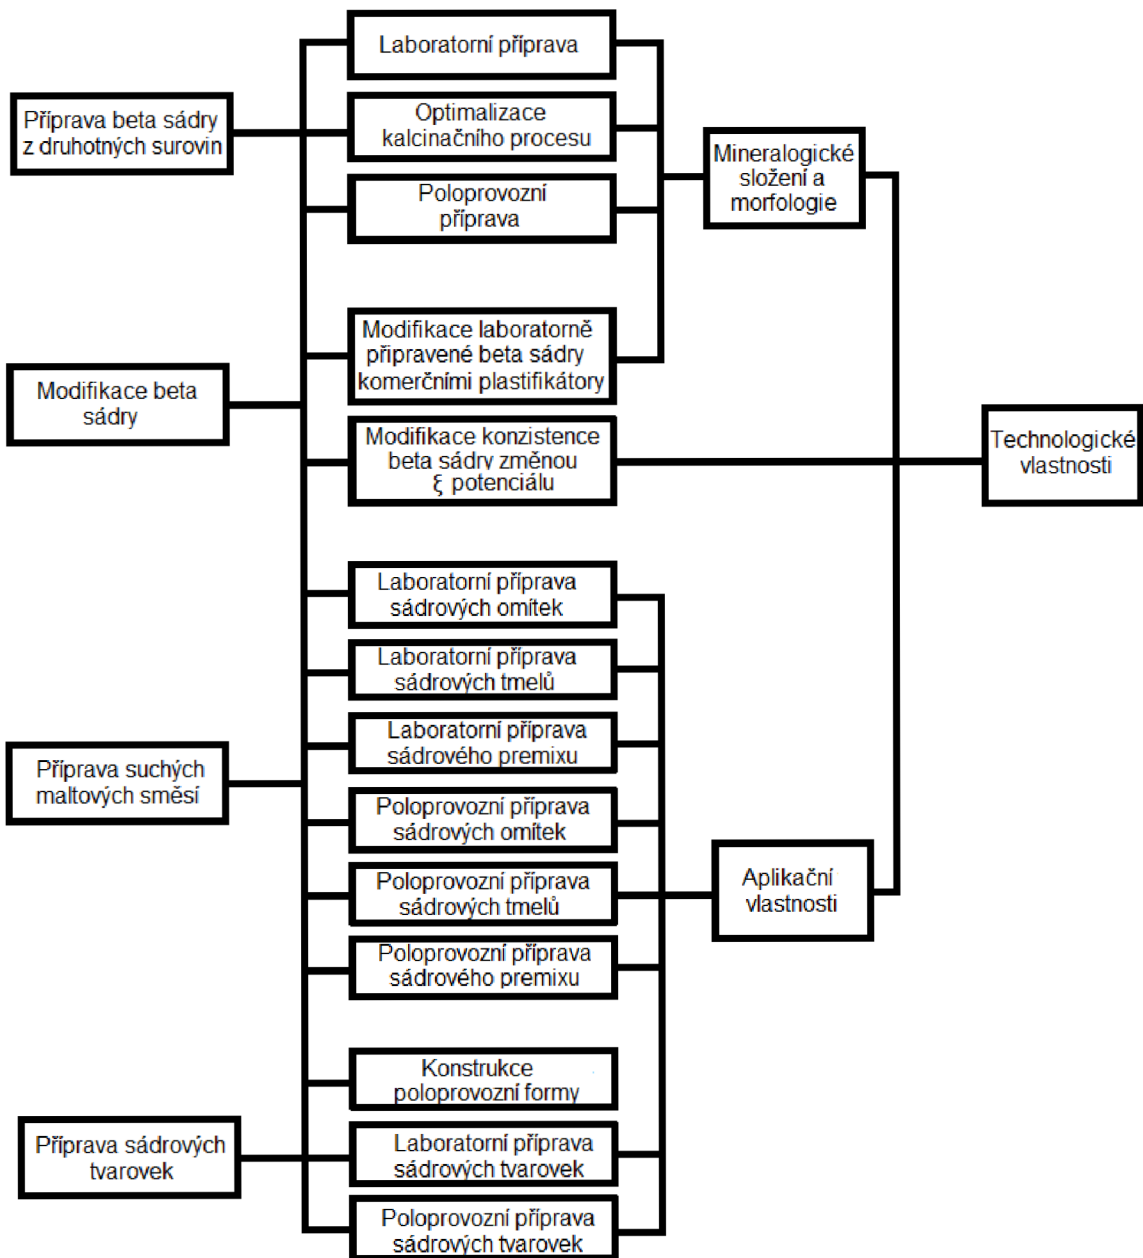 Příprava beta sádry
z druhotných surovin
Modifikace beta
sádry
Příprava suchých
maltových směsí
Příprava sádrových
tvarovek
Laboratorní příprava
Optimalizace
kalcinačního procesu
Poloprovozní
příprava
Modifikace laboratorně
připravené beta sádry
komerčními plastifikátory
Modifikace konzistence
beta sádry změnou
ξ potenciálu
Laboratorní příprava
sádrových omítek
Laboratorní příprava
sádrových tmelů
Laboratorní příprava
sádrového premixu
Poloprovozní příprava
sádrových omítek
Poloprovozní příprava
sádrových tmelů
Poloprovozní příprava
sádrového premixu
Konstrukce
poloprovozní formy
Laboratorní příprava
sádrových tvarovek
Poloprovozní příprava
sádrových tvarovek
Mineralogické
složení a
morfologie
Aplikační
vlastnosti
Technologické
vlastnosti